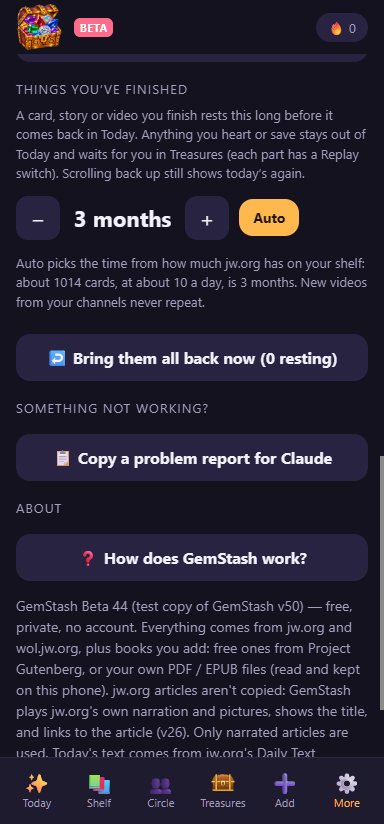 BETA
0
THINGS YOU'VE FINISHED
A card, story or video you finish rests this long before it
comes back in Today. Anything you heart or save stays out of
Today and waits for you in Treasures (each part has a Replay
switch). Scrolling back up still shows today's again.
− 3 months + Auto
Auto picks the time from how much jw.org has on your shelf:
about 1014 cards, at about 10 a day, is 3 months. New videos
from your channels never repeat.
Bring them all back now (0 resting)
SOMETHING NOT WORKING?
Copy a problem report for Claude
ABOUT
How does GemStash work?
GemStash Beta 44 (test copy of GemStash v50) — free,
private, no account. Everything comes from jw.org and
wol.jw.org, plus books you add: free ones from Project
Gutenberg, or your own PDF / EPUB files (read and kept
on this phone). jw.org articles aren't copied: GemStash
plays jw.org's own narration and pictures, shows the title,
and links to the article (v26). Only narrated articles are
used. Today's text comes from jw.org's Daily Text
Today Shelf Circle Treasures Add More